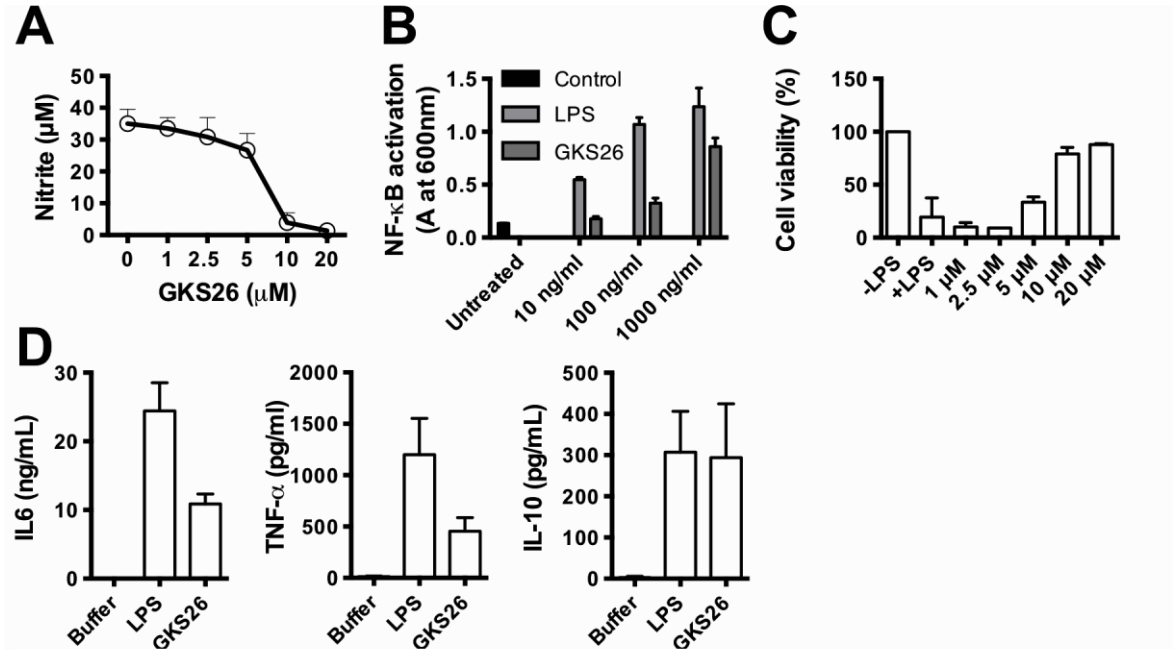 A
Nitrite (µM)
50
40
30
20
10
0
0 1 2.5 5 10 20
GKS26 (µM)
B
NF-κB activation
(A at 600nm)
1.5
1.0
0.5
0.0
Control
LPS
GKS26
Untreated
10 ng/ml
100 ng/ml
1000 ng/ml
C
Cell viability (%)
150
100
50
0
-LPS
+LPS
1 µM
2.5 µM
5 µM
10 µM
20 µM
D
IL6 (ng/mL)
30
20
10
0
Buffer
LPS
GKS26
TNF-α (pg/ml)
2000
1500
1000
500
0
Buffer
LPS
GKS26
IL-10 (pg/mL)
500
400
300
200
100
0
Buffer
LPS
GKS26